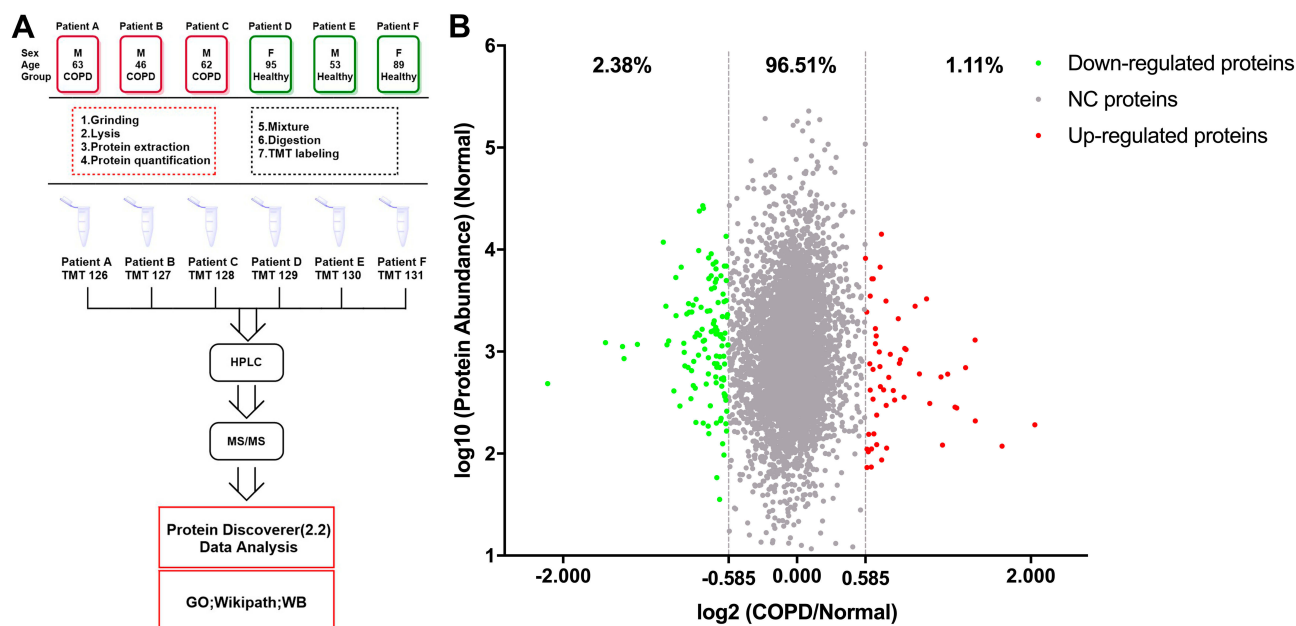 A
Patient A Patient B Patient C Patient D Patient E Patient F
Sex M M M F M F
Age 63 46 62 95 53 89
Group COPD COPD COPD Healthy Healthy Healthy
1.Grinding
2.Lysis
3.Protein extraction
4.Protein quantification
5.Mixture
6.Digestion
7.TMT labeling
Patient A Patient B Patient C Patient D Patient E Patient F
TMT 126 TMT 127 TMT 128 TMT 129 TMT 130 TMT 131
HPLC
MS/MS
Protein Discoverer(2.2)
Data Analysis
GO;Wikipath;WB
B
2.38% 96.51% 1.11%
Down-regulated proteins
NC proteins
Up-regulated proteins
log10 (Protein Abundance) (Normal)
6
5
4
3
2
1
-2.000 -0.585 0.000 0.585 2.000
log2 (COPD/Normal)